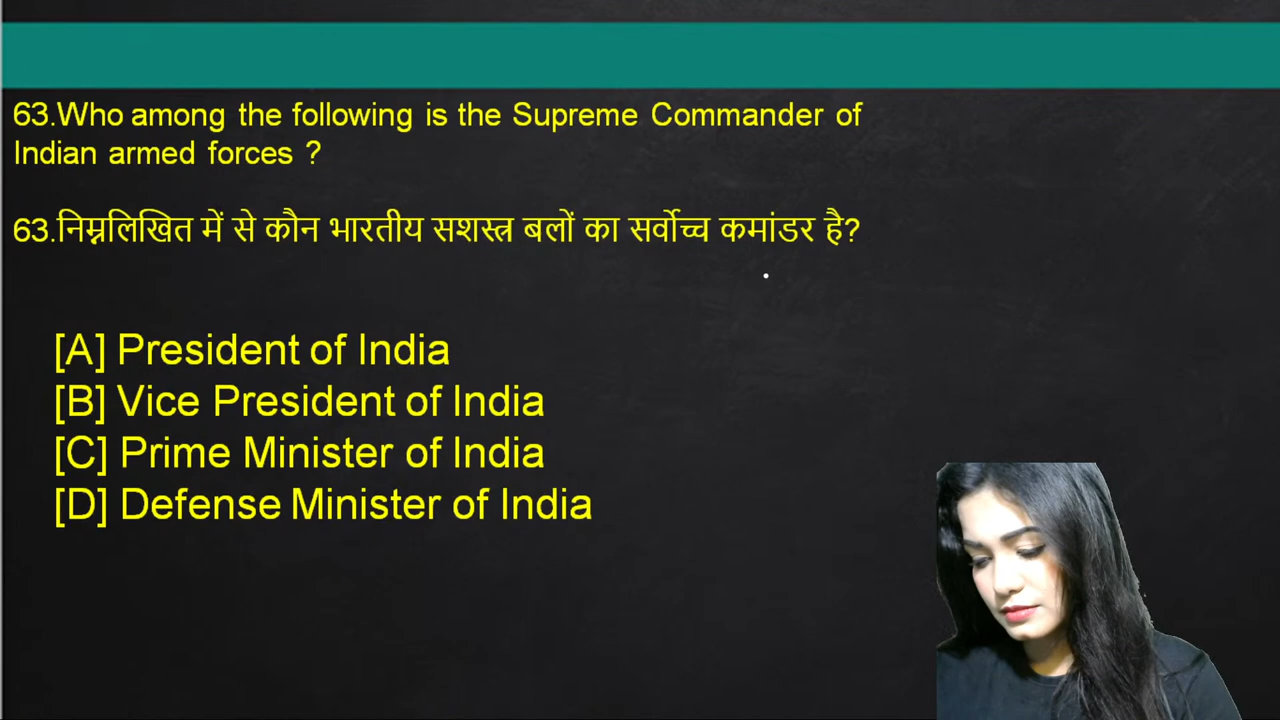 63.Who among the following is the Supreme Commander of
Indian armed forces ?
63.निम्नलिखित में से कौन भारतीय सशस्त्र बलों का सर्वोच्च कमांडर है?
[A] President of India
[B] Vice President of India
[C] Prime Minister of India
[D] Defense Minister of India